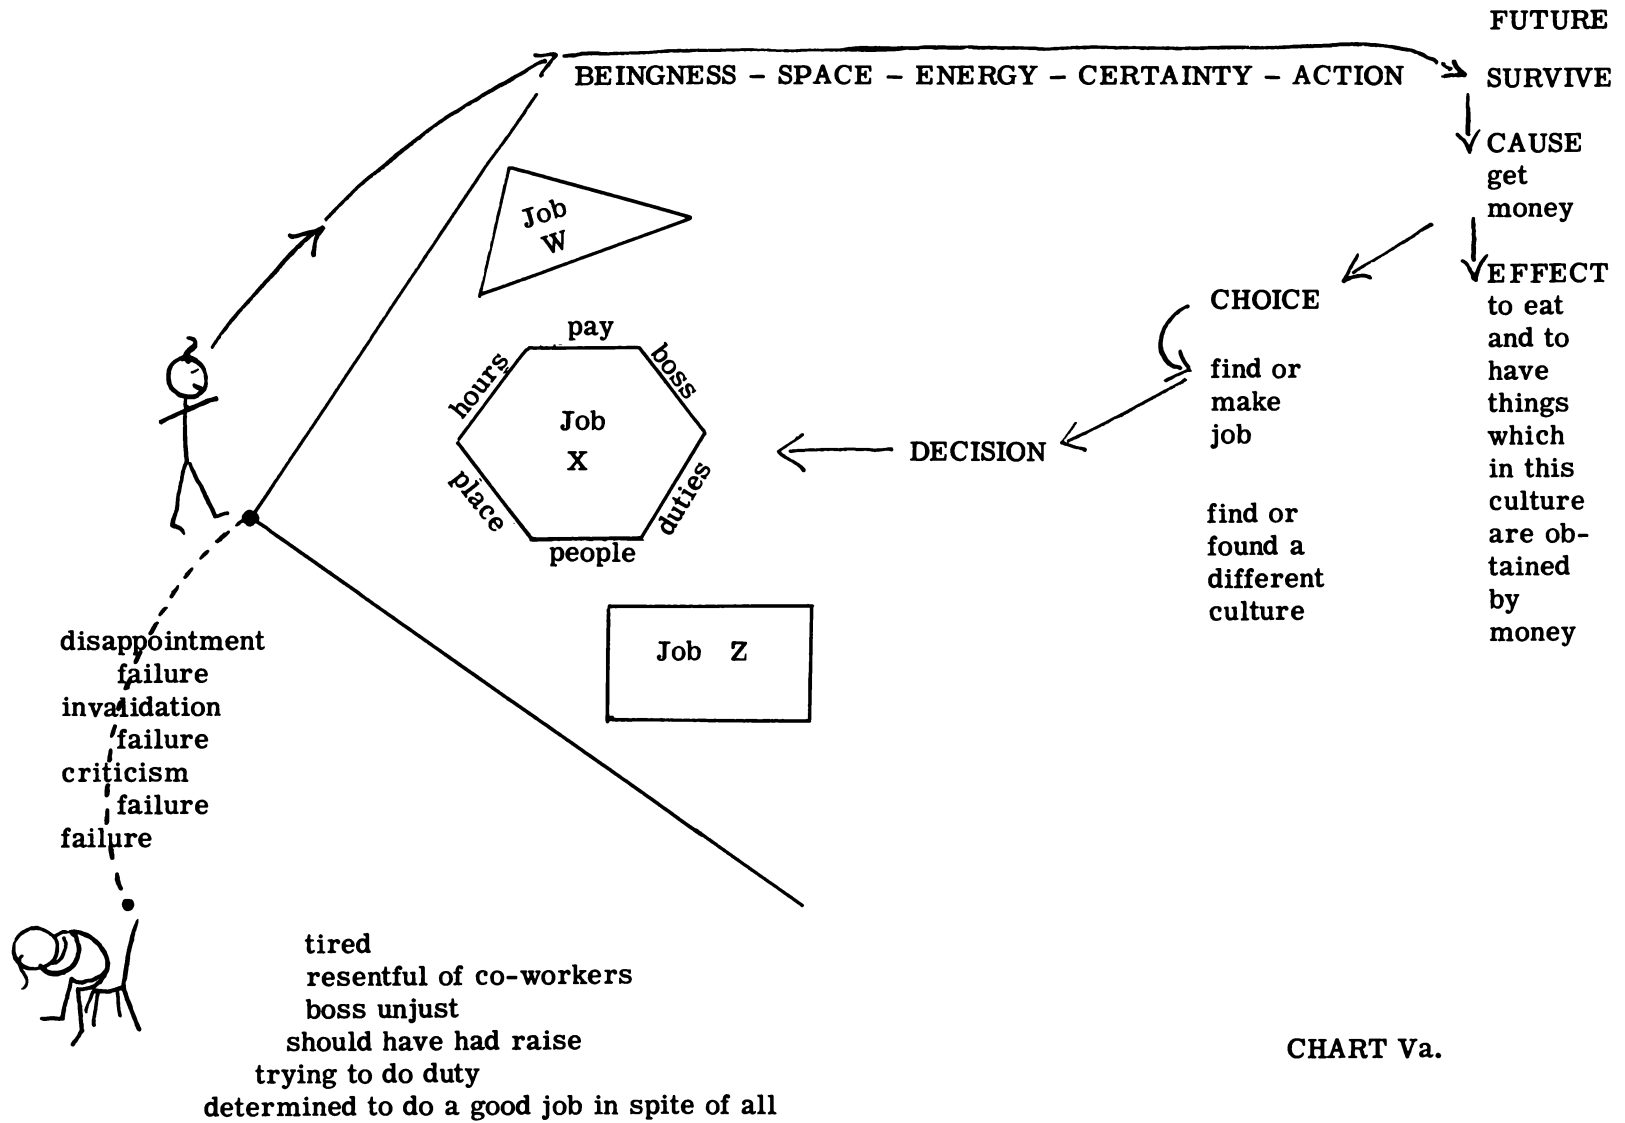 FUTURE
BEINGNESS – SPACE – ENERGY – CERTAINTY – ACTION
SURVIVE
CAUSE
get
money
EFFECT
to eat
and to
have
things
which
in this
culture
are ob-
tained
by
money
CHOICE
find or
make
job
find or
found a
different
culture
DECISION
Job
W
pay
boss
hours
Job
X
place
duties
people
Job Z
disappointment
failure
invalidation
failure
criticism
failure
failure
tired
resentful of co-workers
boss unjust
should have had raise
trying to do duty
determined to do a good job in spite of all
CHART Va.